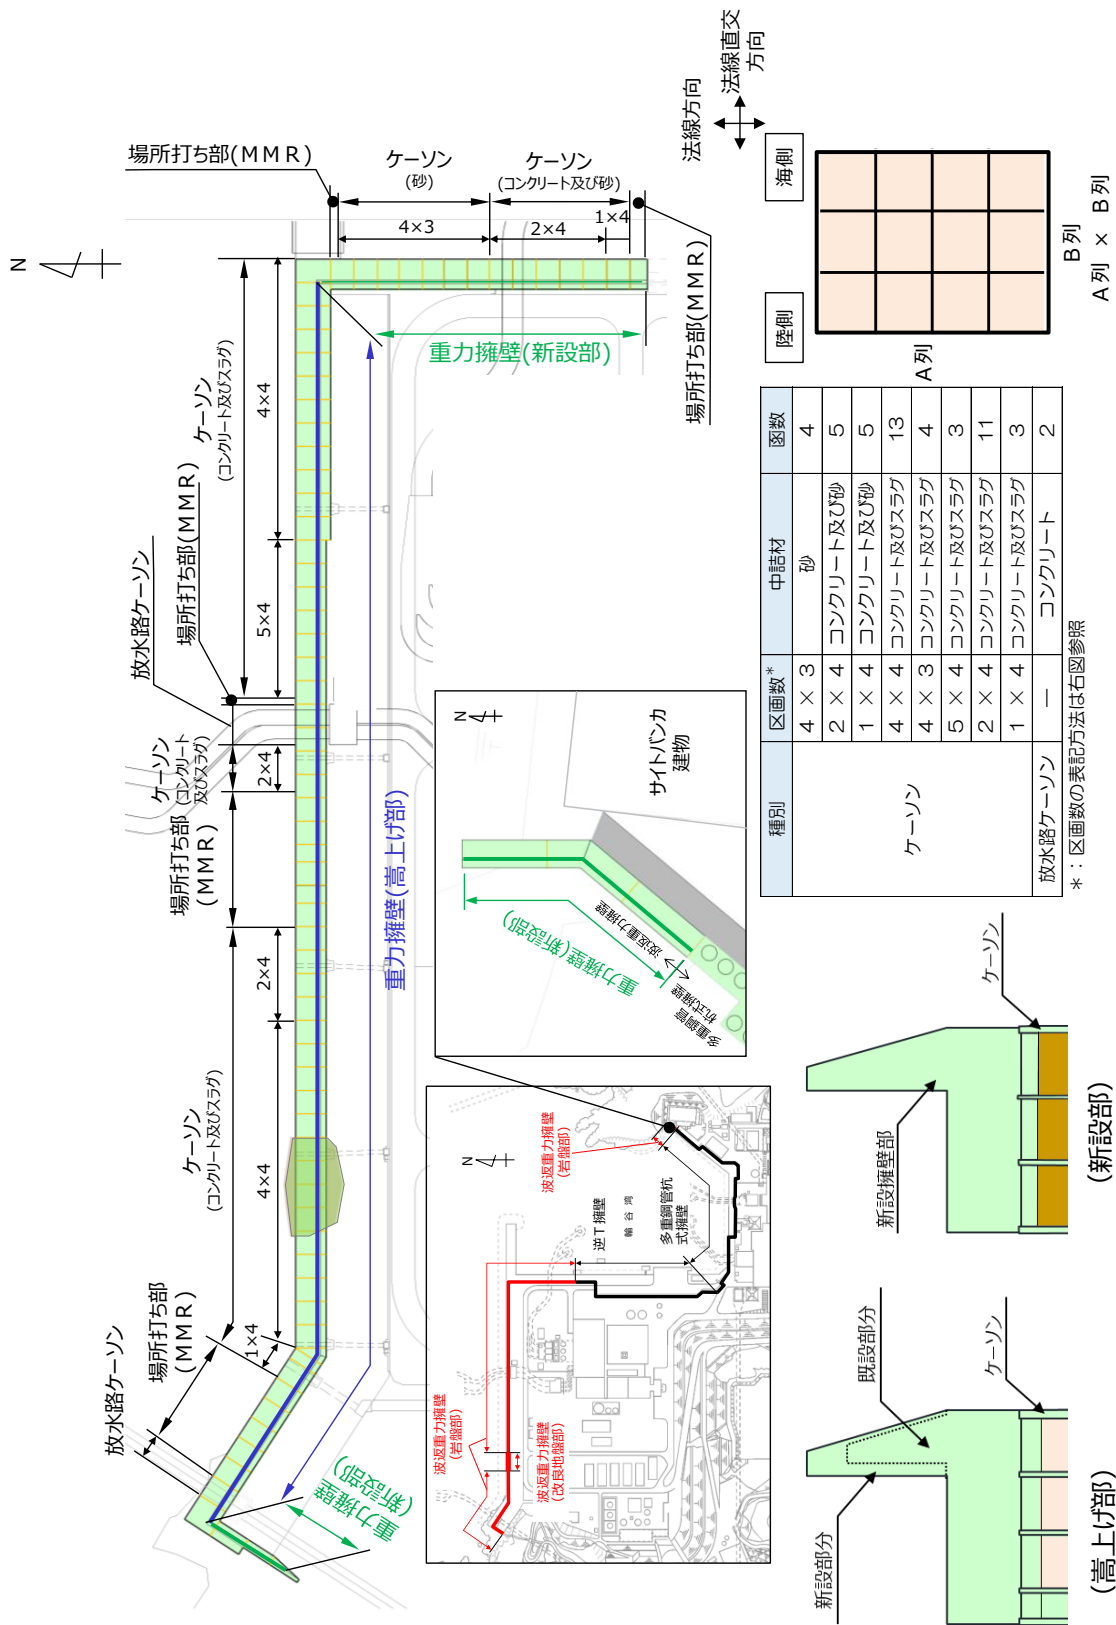 N
場所打ち部(MMR)
ケーソン
(砂)
ケーソン
(コンクリート及び砂)
4×3
2×4
1×4
場所打ち部(MMR)
重力擁壁(新設部)
ケーソン
(コンクリート及びスラグ)
4×4
5×4
場所打ち部(MMR)
放水路ケーソン
ケーソン
(コンクリート
及びスラグ)
2×4
場所打ち部
(MMR)
重力擁壁(嵩上げ部)
2×4
ケーソン
(コンクリート及びスラグ)
4×4
1×4
場所打ち部
(MMR)
放水路ケーソン
重力擁壁
(新設部)
N
サイトバンカ
建物
重力擁壁(新設部)
波返重力擁壁
多重鋼管
杭式擁壁
N
波返重力擁壁
(岩盤部)
逆T擁壁
輪谷湾
多重鋼管杭
式擁壁
波返重力擁壁
(岩盤部)
波返重力擁壁
(改良地盤部)
法線方向
法線直交
方向
海側
陸側
A列
B列
A列 × B列
種別 区画数* 中詰材 函数
ケーソン
4 × 3 砂 4
2 × 4 コンクリート及び砂 5
1 × 4 コンクリート及び砂 5
4 × 4 コンクリート及びスラグ 13
4 × 3 コンクリート及びスラグ 4
5 × 4 コンクリート及びスラグ 3
2 × 4 コンクリート及びスラグ 11
1 × 4 コンクリート及びスラグ 3
放水路ケーソン ー コンクリート 2
*：区画数の表記方法は右図参照
新設擁壁部
ケーソン
(新設部)
新設部分
既設部分
ケーソン
(嵩上げ部)